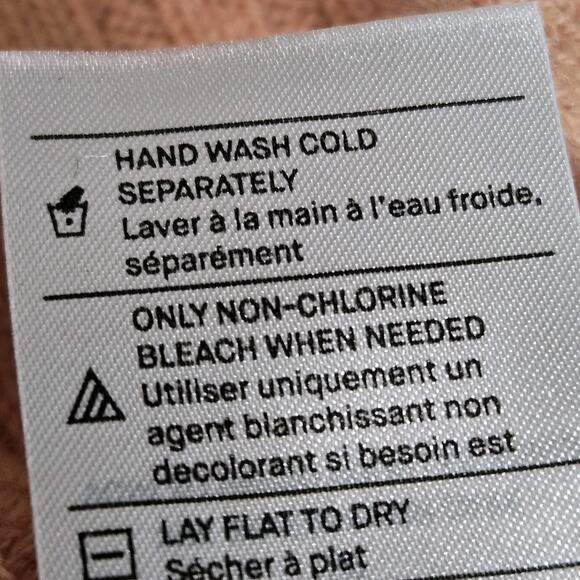 HAND WASH COLD
SEPARATELY
Laver à la main à l'eau froide,
séparément
ONLY NON-CHLORINE
BLEACH WHEN NEEDED
Utiliser uniquement un
agent blanchissant non
decolorant si besoin est
LAY FLAT TO DRY
Sécher à plat